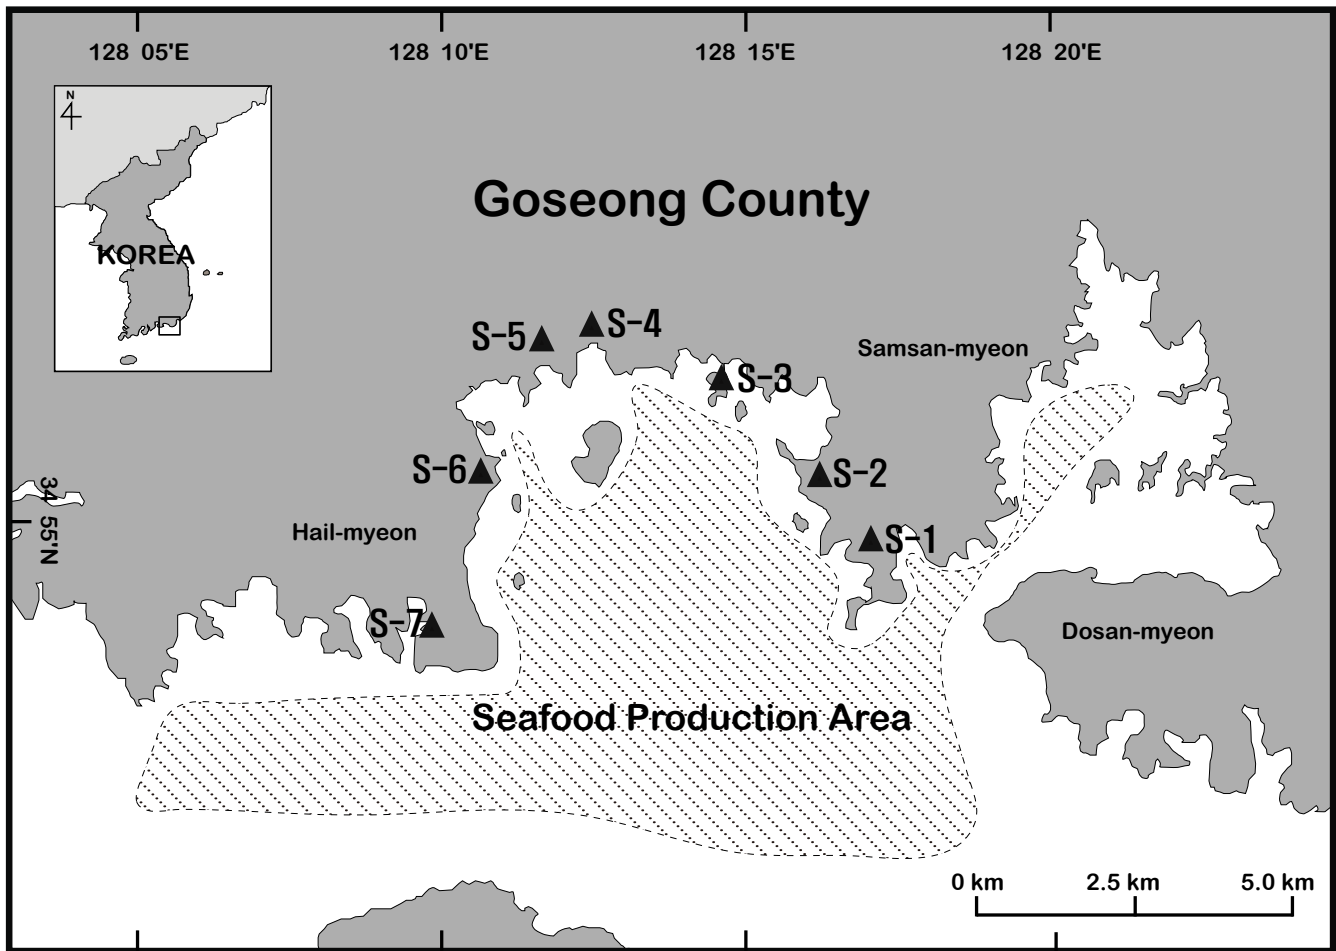 128 05'E
128 10'E
128 15'E
128 20'E
N
4
KOREA
Goseong County
S-5
S-4
Samsan-myeon
S-3
S-6
S-2
34 55'N
Hail-myeon
S-1
S-7
Dosan-myeon
Seafood Production Area
0 km
2.5 km
5.0 km